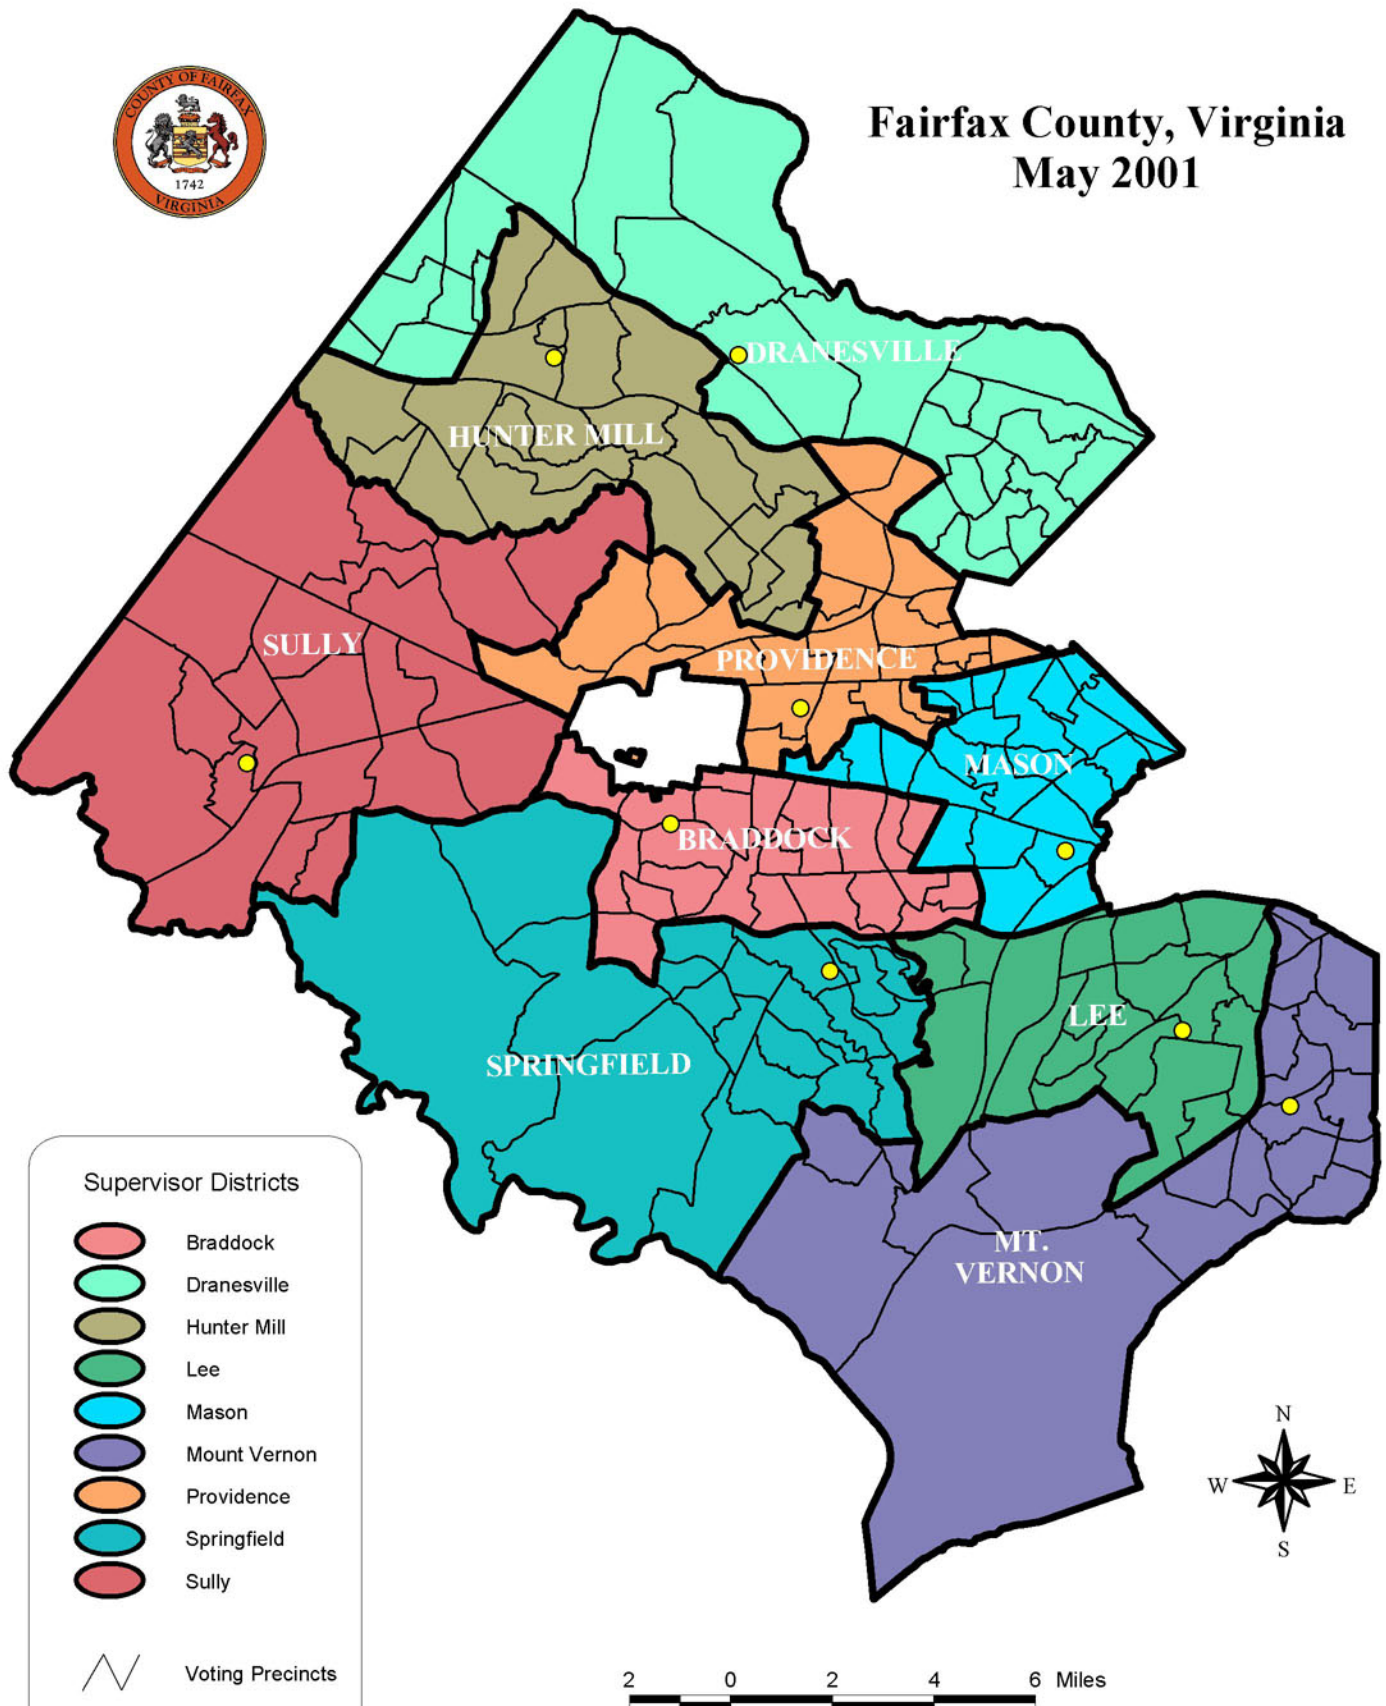 COUNTY OF FAIRFAX
1742
VIRGINIA
Fairfax County, Virginia
May 2001
DRANESVILLE
HUNTER MILL
SULLY
PROVIDENCE
MASON
BRADDOCK
LEE
SPRINGFIELD
MT.
VERNON
Supervisor Districts
Braddock
Dranesville
Hunter Mill
Lee
Mason
Mount Vernon
Providence
Springfield
Sully
Voting Precincts
N
W E
S
2 0 2 4 6 Miles